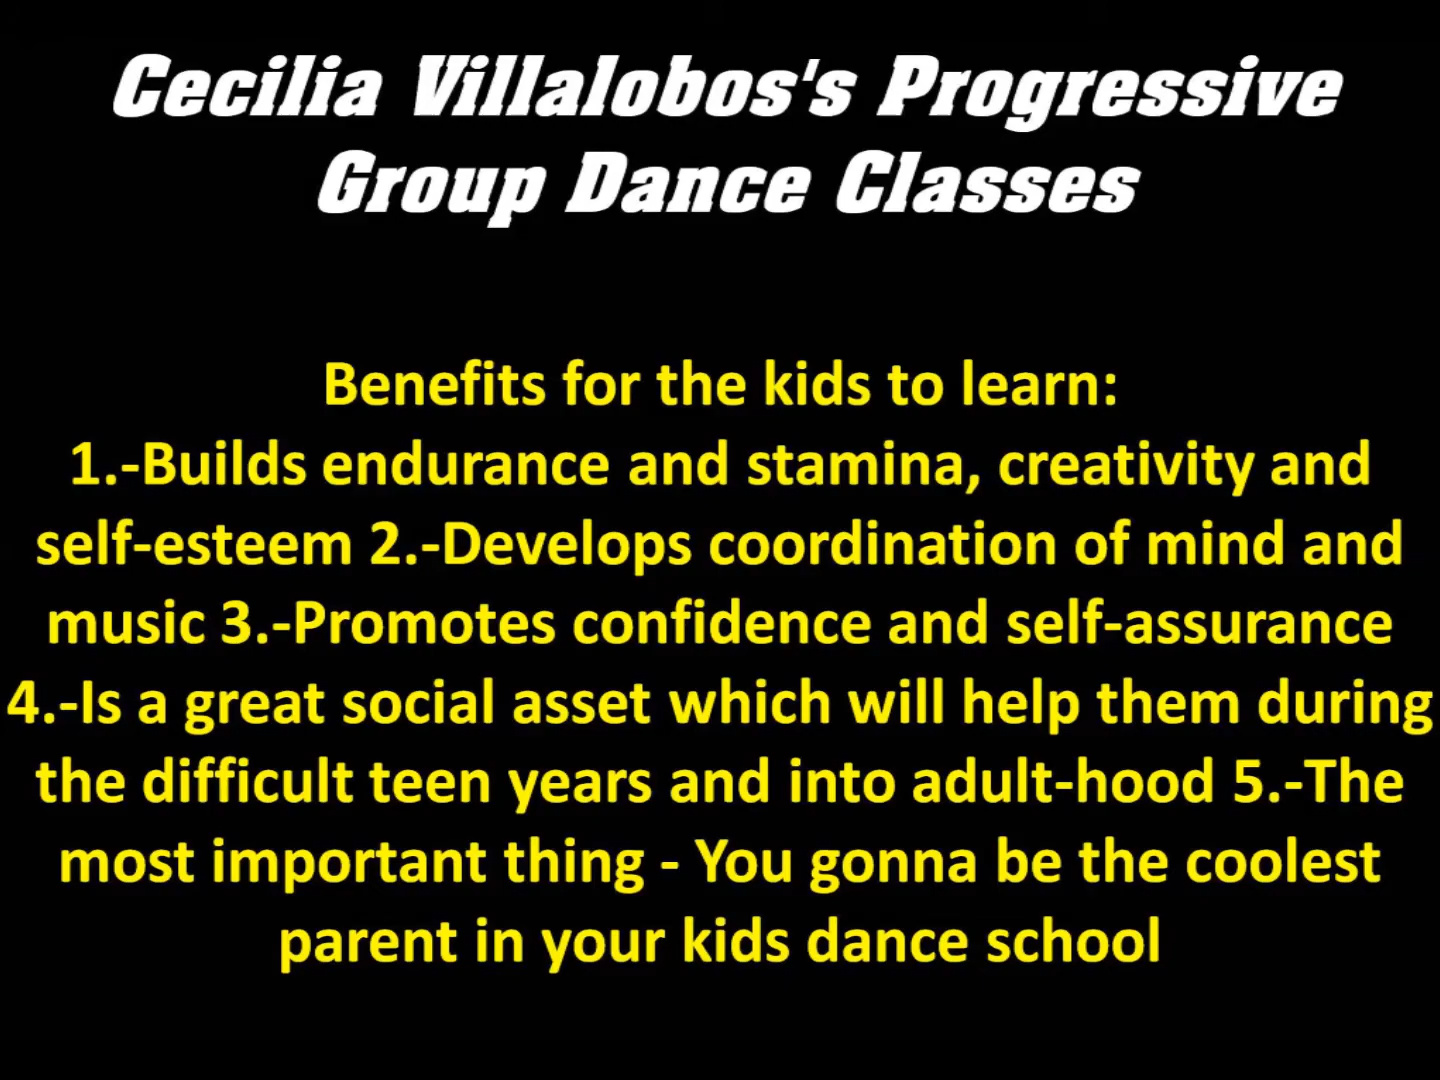 Cecilia Villalobos's Progressive
Group Dance Classes
Benefits for the kids to learn:
1.-Builds endurance and stamina, creativity and
self-esteem 2.-Develops coordination of mind and
music 3.-Promotes confidence and self-assurance
4.-Is a great social asset which will help them during
the difficult teen years and into adult-hood 5.-The
most important thing - You gonna be the coolest
parent in your kids dance school